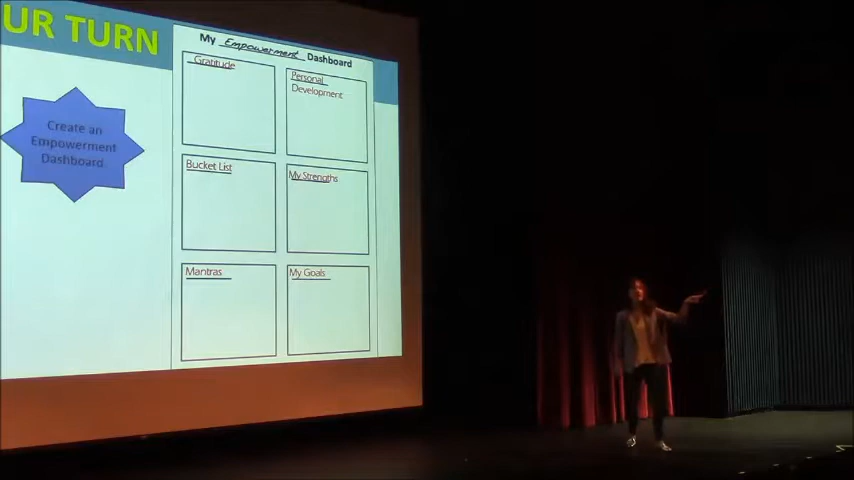 UR TURN
Create an
Empowerment
Dashboard
My Empowerment Dashboard
Gratitude
Personal
Development
Bucket List
My Strengths
Mantras
My Goals